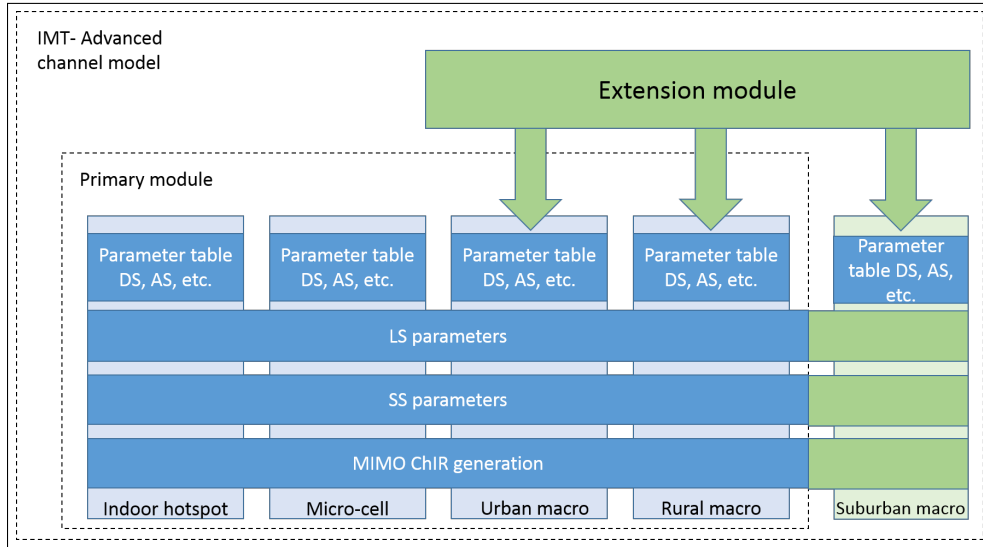 IMT- Advanced
channel model
Extension module
Primary module
Parameter table
DS, AS, etc.
Parameter table
DS, AS, etc.
Parameter table
DS, AS, etc.
Parameter table
DS, AS, etc.
Parameter
table DS, AS,
etc.
LS parameters
SS parameters
MIMO ChIR generation
Indoor hotspot
Micro-cell
Urban macro
Rural macro
Suburban macro